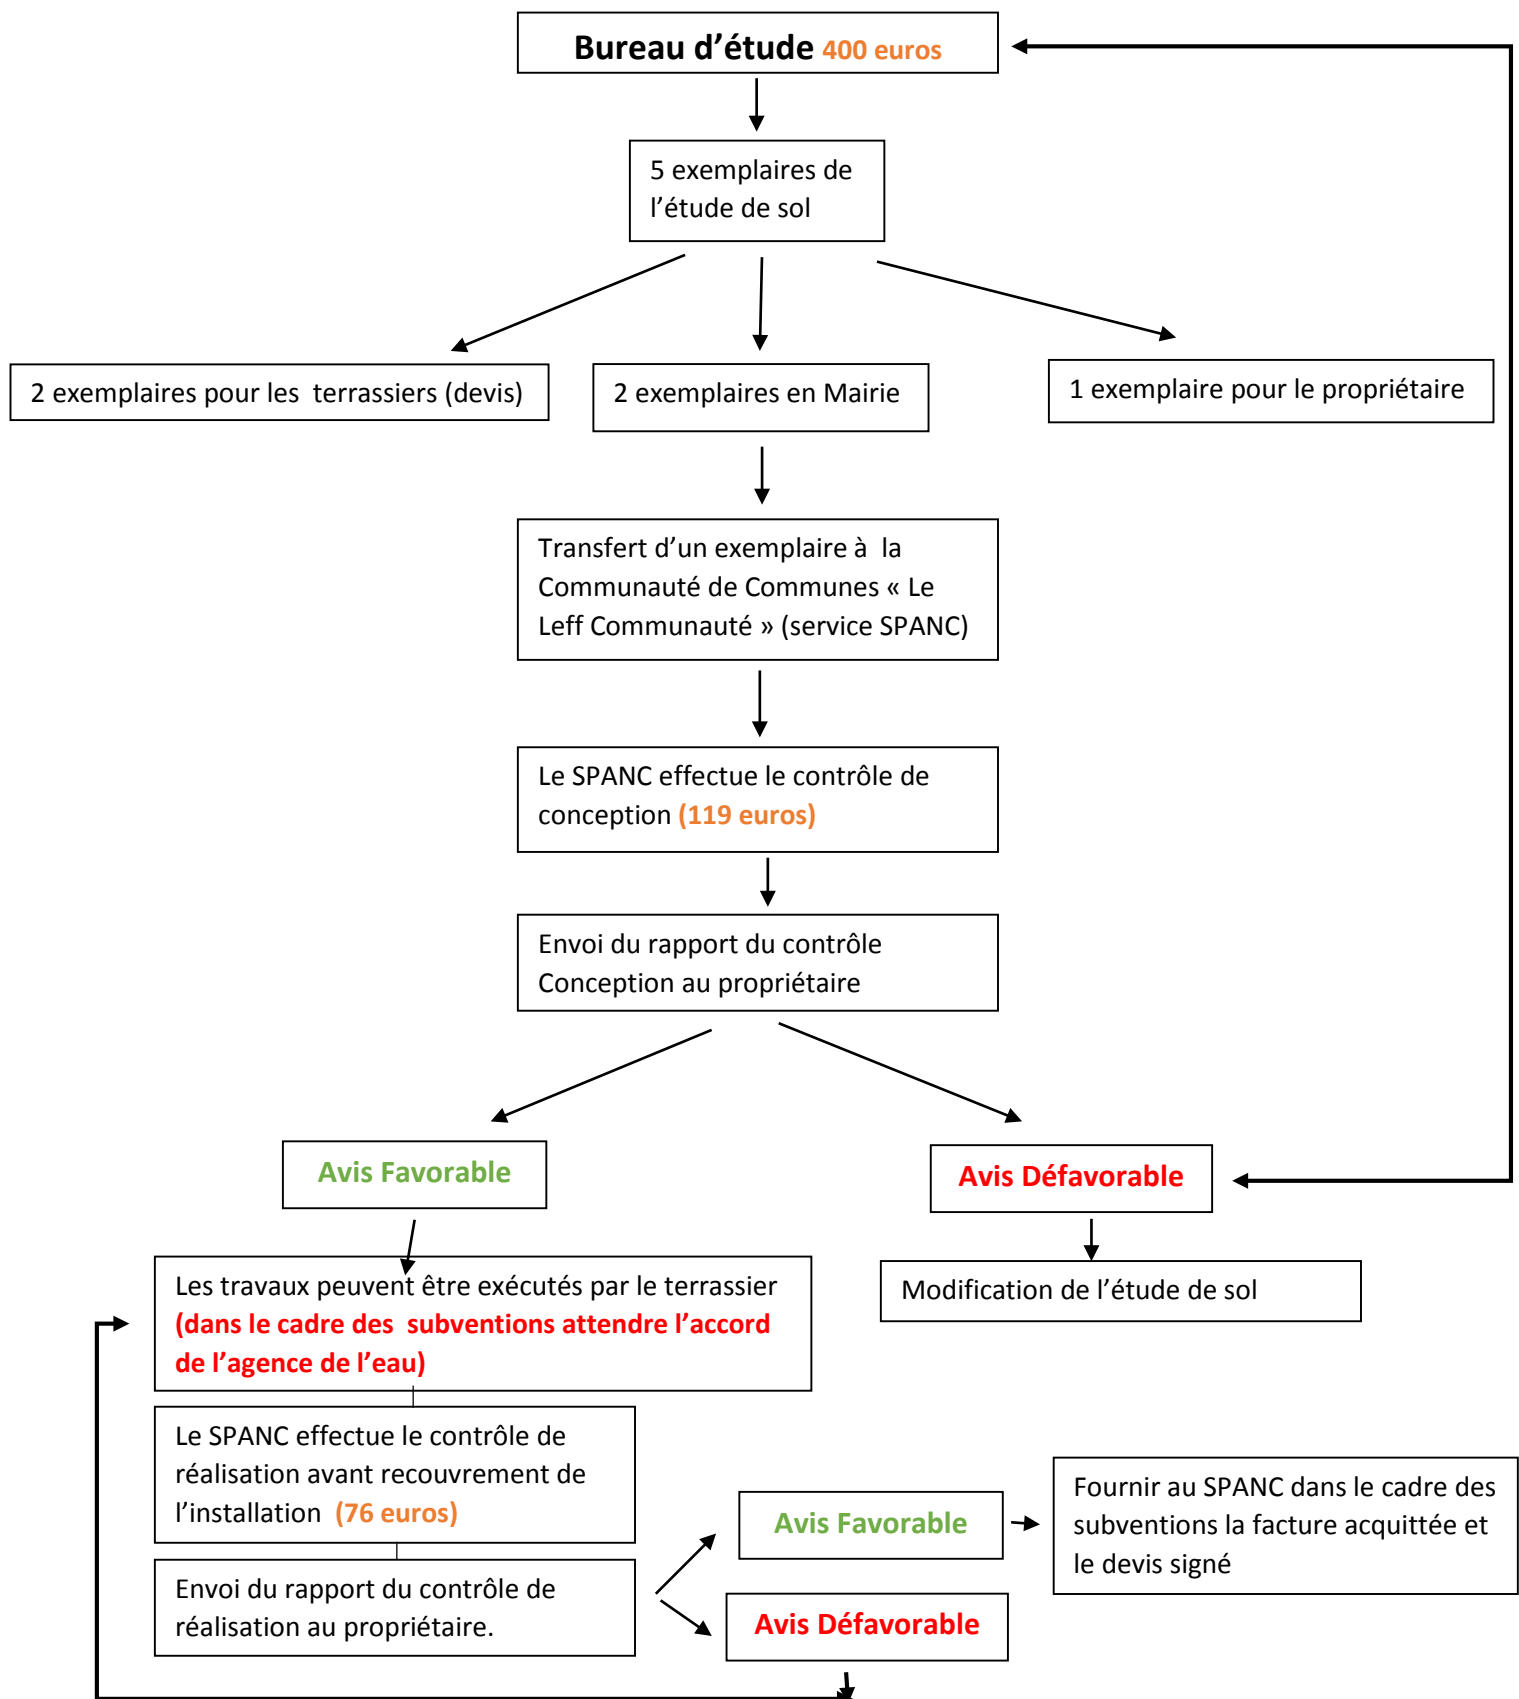 Bureau d’étude 400 euros
5 exemplaires de
l’étude de sol
2 exemplaires pour les  terrassiers (devis)
2 exemplaires en Mairie
1 exemplaire pour le propriétaire
Transfert d’un exemplaire à  la
Communauté de Communes « Le
Leff Communauté » (service SPANC)
Le SPANC effectue le contrôle de
conception (119 euros)
Envoi du rapport du contrôle
Conception au propriétaire
Avis Favorable
Avis Défavorable
Les travaux peuvent être exécutés par le terrassier
(dans le cadre des  subventions attendre l’accord
de l’agence de l’eau)
Modification de l’étude de sol
Le SPANC effectue le contrôle de
réalisation avant recouvrement de
l’installation  (76 euros)
Envoi du rapport du contrôle de
réalisation au propriétaire.
Avis Favorable
Avis Défavorable
Fournir au SPANC dans le cadre des
subventions la facture acquittée et
le devis signé